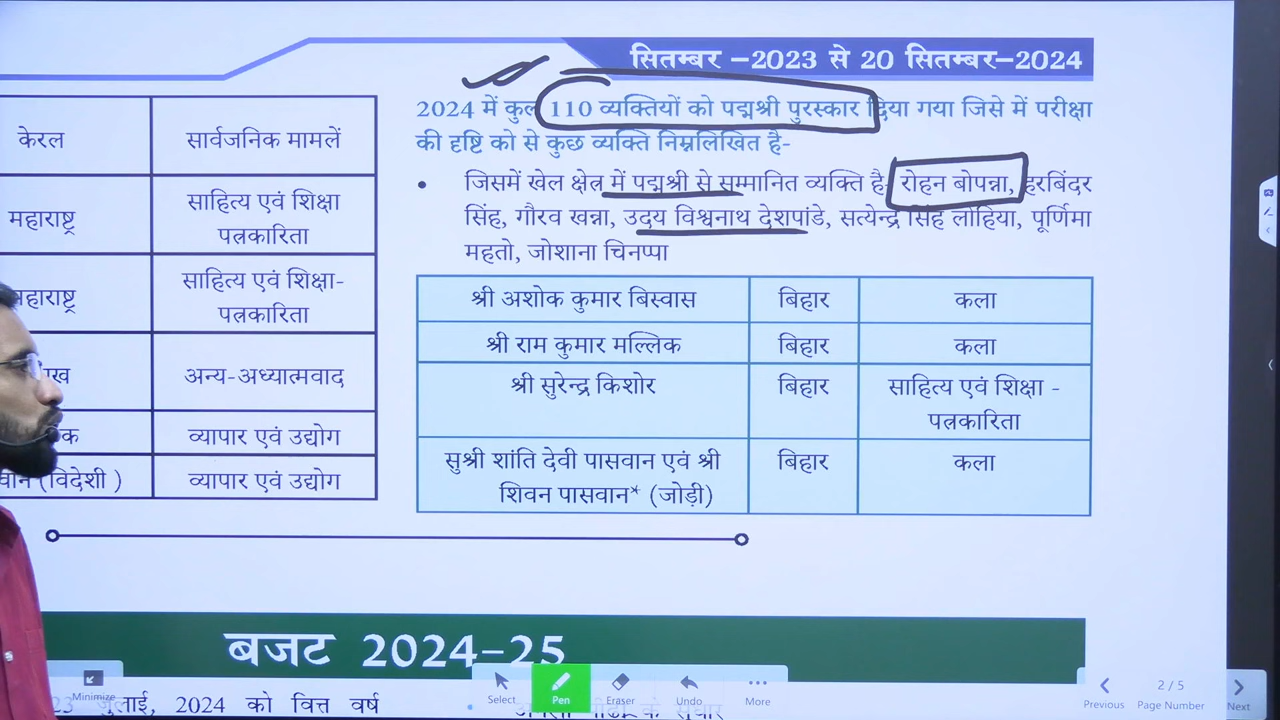 सितम्बर –2023 से 20 सितम्बर–2024
केरल
सार्वजनिक मामलें
महाराष्ट्र
साहित्य एवं शिक्षा
पत्रकारिता
महाराष्ट्र
साहित्य एवं शिक्षा-
पत्रकारिता
अन्य-अध्यात्मवाद
व्यापार एवं उद्योग
(विदेशी )
व्यापार एवं उद्योग
2024 में कुल 110 व्यक्तियों को पद्मश्री पुरस्कार दिया गया जिसे में परीक्षा
की दृष्टि को से कुछ व्यक्ति निम्नलिखित है-
• जिसमें खेल क्षेत्र में पद्मश्री से सम्मानित व्यक्ति है- रोहन बोपन्ना, हरबिंदर
सिंह, गौरव खन्ना, उदय विश्वनाथ देशपांडे, सत्येन्द्र सिंह लोहिया, पूर्णिमा
महतो, जोशाना चिनप्पा
श्री अशोक कुमार बिस्वास
बिहार
कला
श्री राम कुमार मल्लिक
बिहार
कला
श्री सुरेन्द्र किशोर
बिहार
साहित्य एवं शिक्षा -
पत्रकारिता
सुश्री शांति देवी पासवान एवं श्री
शिवन पासवान* (जोड़ी)
बिहार
कला
बजट 2024–25
जुलाई, 2024 को वित्त वर्ष
Minimize
Select
Pen
Eraser
Undo
More
Previous
2 / 5
Page Number
Next